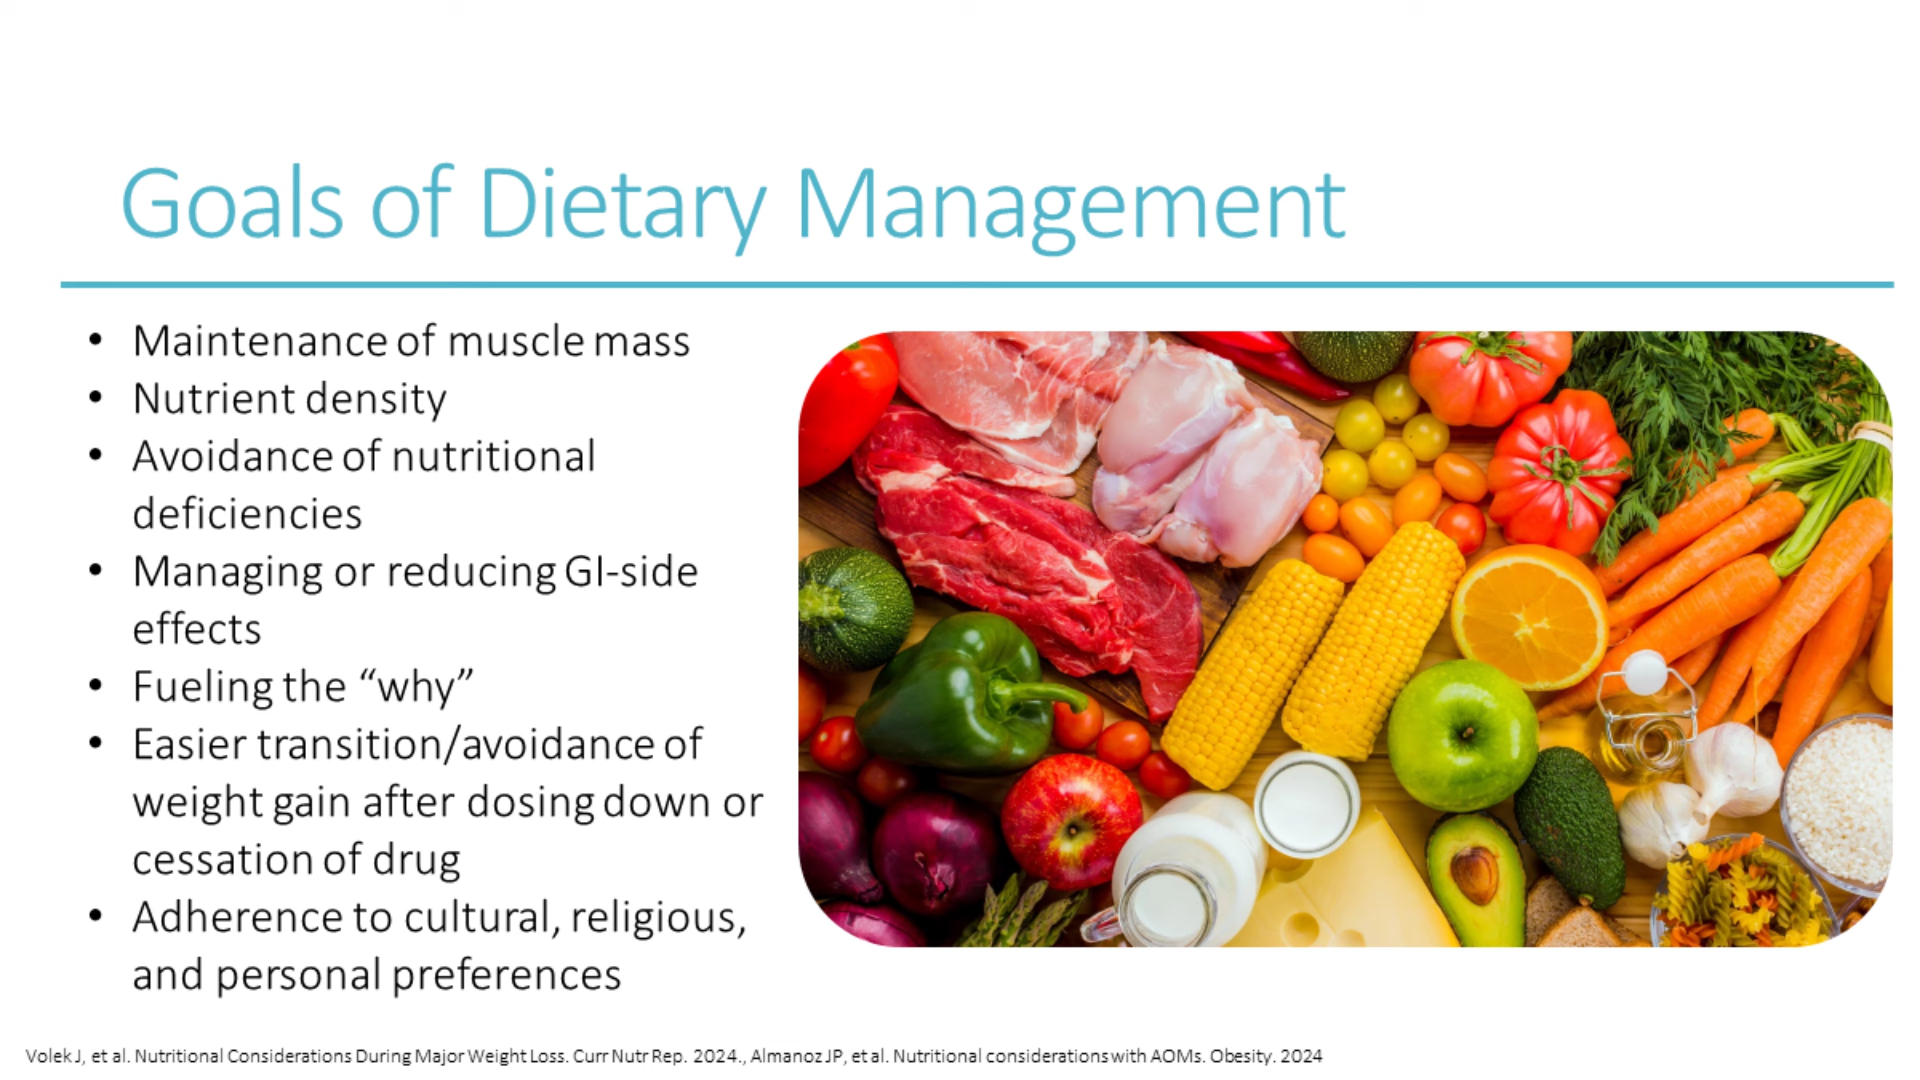 Goals of Dietary Management
• Maintenance of muscle mass
• Nutrient density
• Avoidance of nutritional
deficiencies
• Managing or reducing GI-side
effects
• Fueling the “why”
• Easier transition/avoidance of
weight gain after dosing down or
cessation of drug
• Adherence to cultural, religious,
and personal preferences
Volek J, et al. Nutritional Considerations During Major Weight Loss. Curr Nutr Rep. 2024., Almanoz JP, et al. Nutritional considerations with AOMs. Obesity. 2024